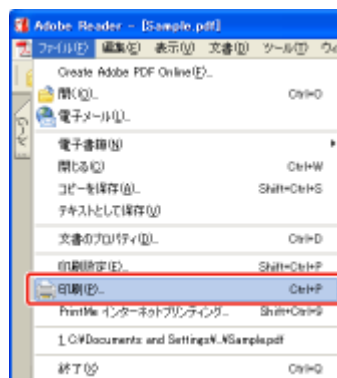 Adobe Reader - [Sample.pdf]
ファイル(F) 編集(E) 表示(V) 文書(D) ツール(T) ウィ
Create Adobe PDF Online(F)...
開く(O)... Ctrl+O
電子メール(L)...
電子書籍(N)
閉じる(C) Ctrl+W
コピーを保存(A)... Shift+Ctrl+S
テキストとして保存(V)
文書のプロパティ(D)... Ctrl+D
印刷設定(E)... Shift+Ctrl+P
印刷(P)... Ctrl+P
PrintMe インターネットプリンティング... Shift+Ctrl+9
1 C:¥Documents and Settings¥..¥Sample.pdf
終了(X) Ctrl+Q